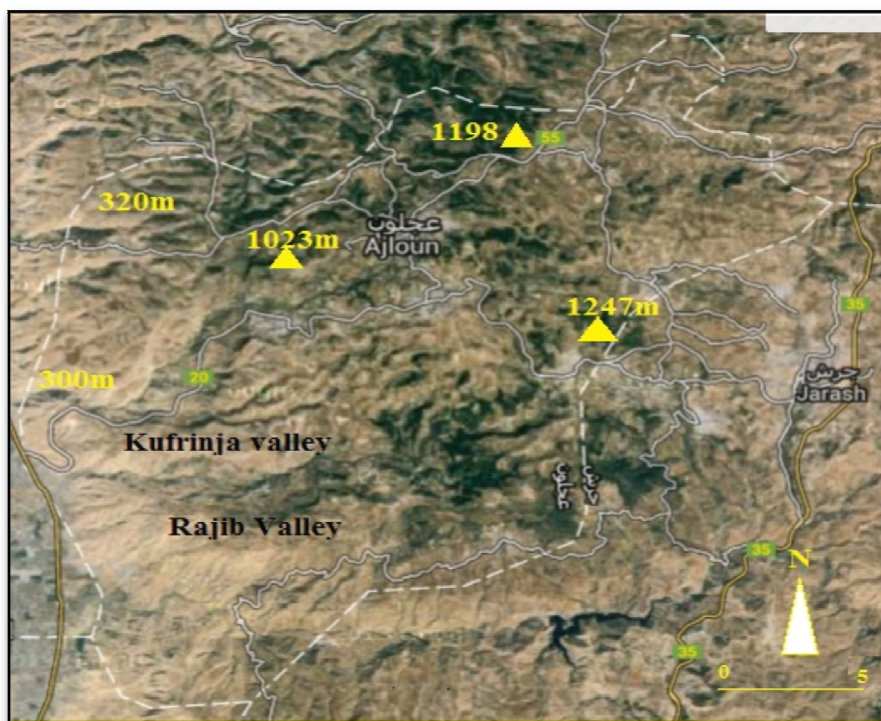 1198
55
320m
عجلون
Ajloun
1023m
1247m
35
300m
20
جرش
Jarash
Kufrinja valley
جرش
عجلون
Rajib Valley
35
N
35
0
5